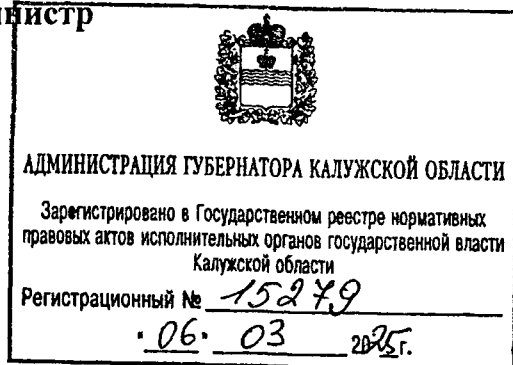 нистр
АДМИНИСТРАЦИЯ ГУБЕРНАТОРА КАЛУЖСКОЙ ОБЛАСТИ
Зарегистрировано в Государственном реестре нормативных
правовых актов исполнительных органов государственной власти
Калужской области
Регистрационный № 15279
"06" 03 2025г.